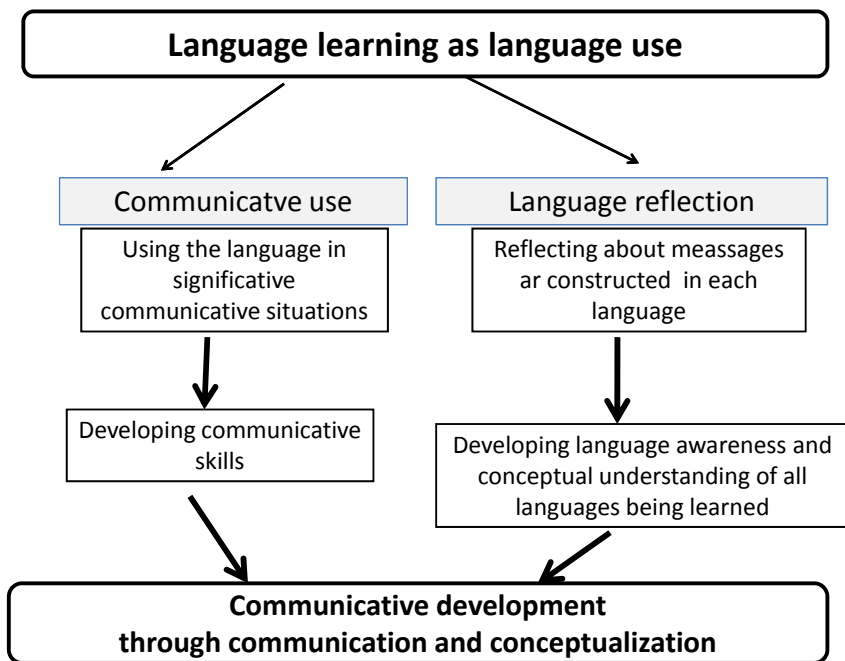 Language learning as language use
Communicatve use
Using the language in
significative
communicative situations
Developing communicative
skills
Language reflection
Reflecting about meassages
ar constructed in each
language
Developing language awareness and
conceptual understanding of all
languages being learned
Communicative development
through communication and conceptualization